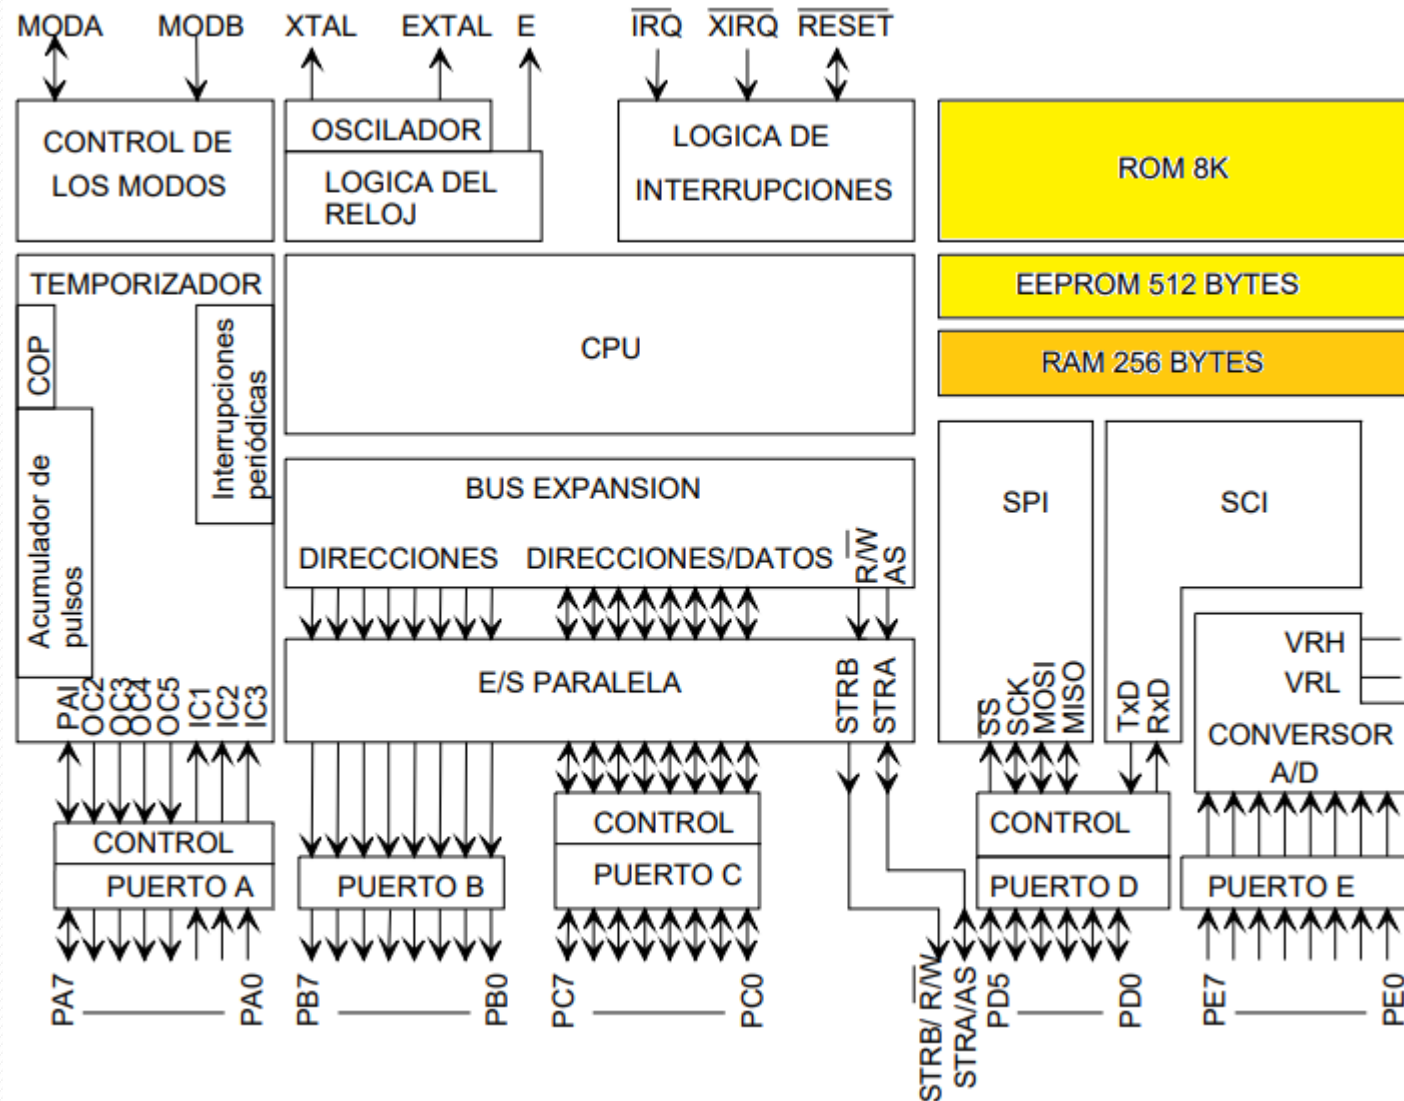 MODA MODB XTAL EXTAL E IRQ XIRQ RESET
CONTROL DE
LOS MODOS
OSCILADOR
LOGICA DEL
RELOJ
LOGICA DE
INTERRUPCIONES
ROM 8K
TEMPORIZADOR
COP
Interrupciones
periódicas
Acumulador de
pulsos
PAI
OC2
OC3
OC4
OC5
IC1
IC2
IC3
CPU
EEPROM 512 BYTES
RAM 256 BYTES
BUS EXPANSION
DIRECCIONES DIRECCIONES/DATOS
R/W
AS
E/S PARALELA
STRB
STRA
SPI
SS
SCK
MOSI
MISO
SCI
TxD
RxD
VRH
VRL
CONVERSOR
A/D
CONTROL
PUERTO A
PUERTO B
CONTROL
PUERTO C
CONTROL
PUERTO D
PUERTO E
PA7
PA0
PB7
PB0
PC7
PC0
STRB/ R/W
STRA/AS
PD5
PD0
PE7
PE0